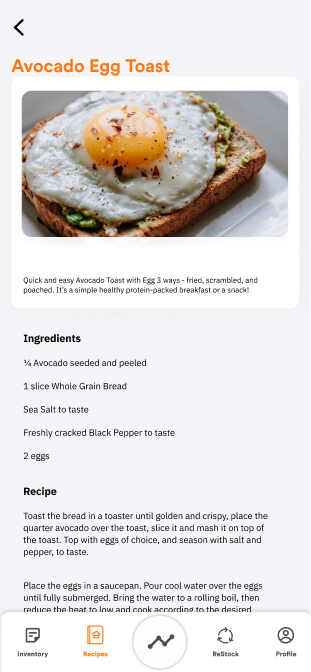 Avocado Egg Toast
Quick and easy Avocado Toast with Egg 3 ways - fried, scrambled, and
poached. It's a simple healthy protein-packed breakfast or a snack!
Ingredients
¼ Avocado seeded and peeled
1 slice Whole Grain Bread
Sea Salt to taste
Freshly cracked Black Pepper to taste
2 eggs
Recipe
Toast the bread in a toaster until golden and crispy, place the
quarter avocado over the toast, slice it and mash it on top of
the toast. Top with eggs of choice, and season with salt and
pepper, to taste.
Place the eggs in a saucepan. Pour cool water over the eggs
until fully submerged. Bring the water to a rolling boil, then
reduce the heat to low and cook according to the desired
Inventory
Recipes
ReStock
Profile